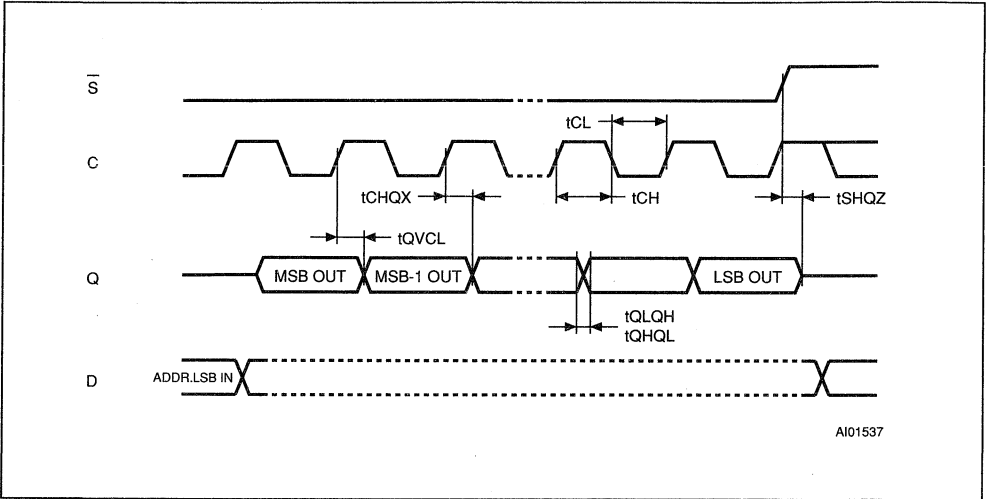 S̅
tCL
C
tCHQX
tCH
tSHQZ
tQVCL
Q
MSB OUT
MSB-1 OUT
LSB OUT
tQLQH
tQHQL
D
ADDR.LSB IN
AI01537